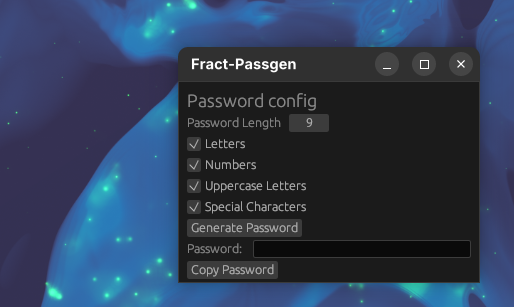 Fract-Passgen
Password config
Password Length 9
Letters
Numbers
Uppercase Letters
Special Characters
Generate Password
Password:
Copy Password